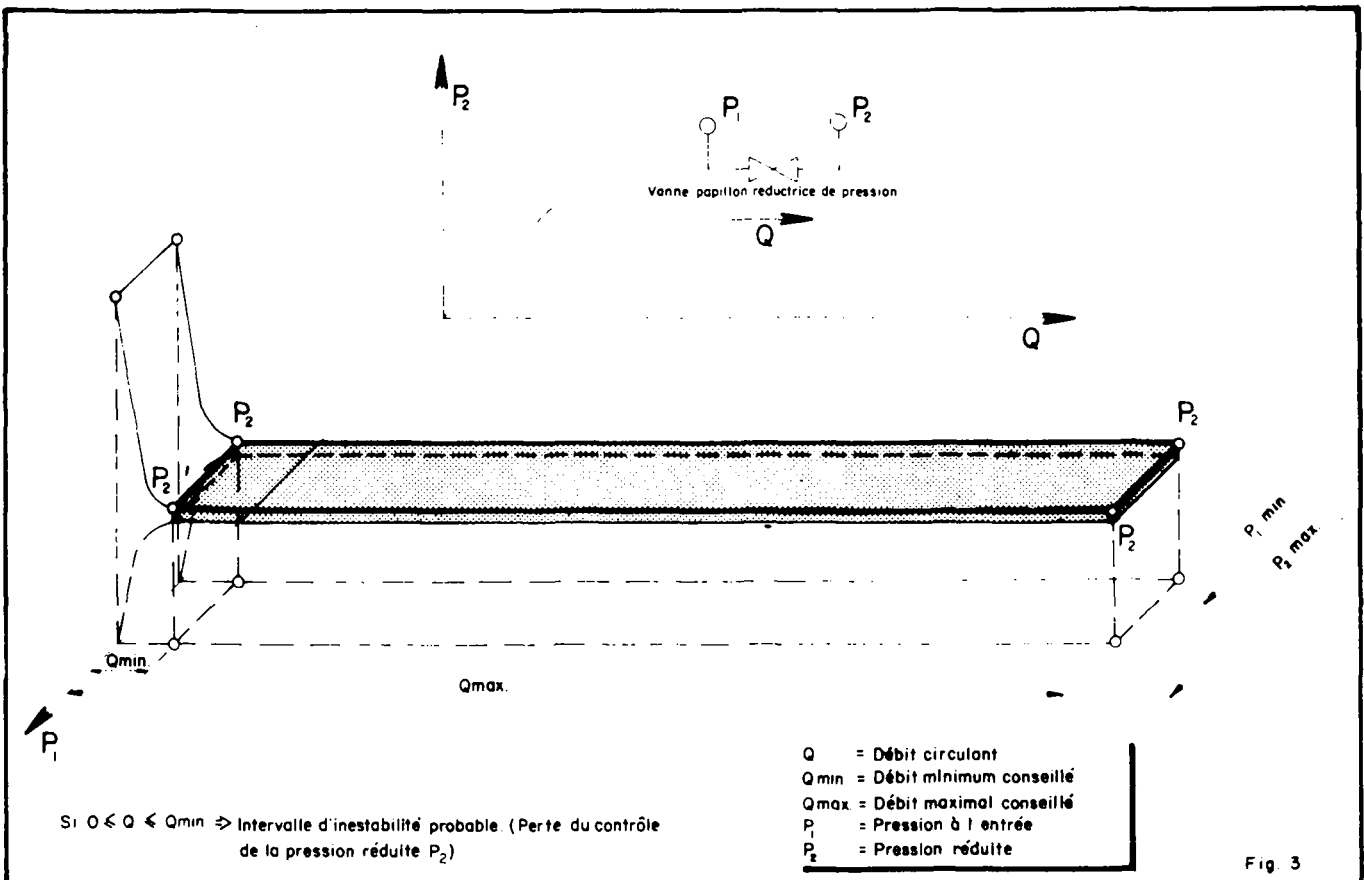 P₂
P₁ P₂
Vanne papillon reductrice de pression
Q
Q
P₂
P₂
P₂
P₂
P₁ min
P₂ max.
Qmin.
Qmax.
P₁
Q = Débit circulant
Qmin = Débit minimum conseillé
Qmax. = Débit maximal conseillé
P₁ = Pression à l entrée
P₂ = Pression réduite
Si 0 ≤ Q ≤ Qmin => Intervalle d'inestabilité probable. (Perte du contrôle
de la pression réduite P₂)
Fig. 3